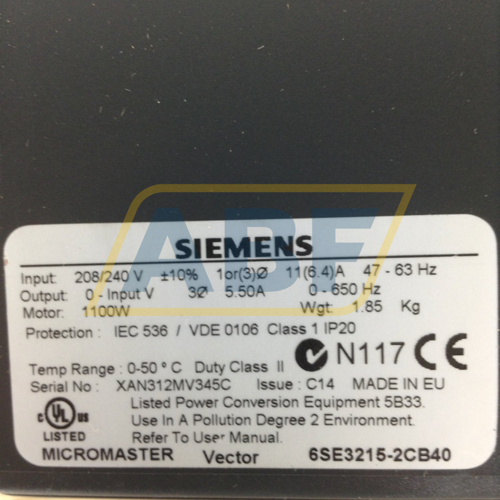 ABF
SIEMENS
Input: 208/240 V ±10% 1or(3)Ø 11(6.4)A 47 - 63 Hz
Output: 0 - Input V 3Ø 5.50A 0 - 650 Hz
Motor: 1100W Wgt: 1.85 Kg
Protection : IEC 536 / VDE 0106 Class 1 IP20
N117 CE
Temp Range : 0-50 ° C Duty Class II
Serial No : XAN312MV345C Issue : C14 MADE IN EU
c UL us LISTED
Listed Power Conversion Equipment 5B33.
Use In A Pollution Degree 2 Environment.
Refer To User Manual.
MICROMASTER Vector 6SE3215-2CB40